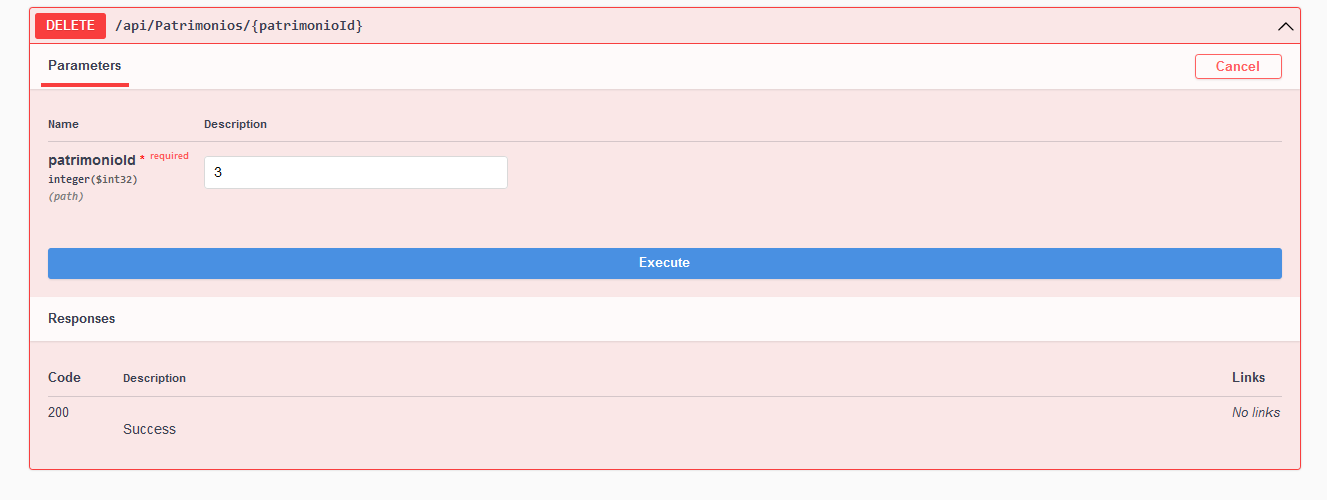 DELETE /api/Patrimonios/{patrimonioId}
Parameters
Cancel
Name Description
patrimonioId * required
integer($int32)
(path)
3
Execute
Responses
Code Description Links
200 No links
Success